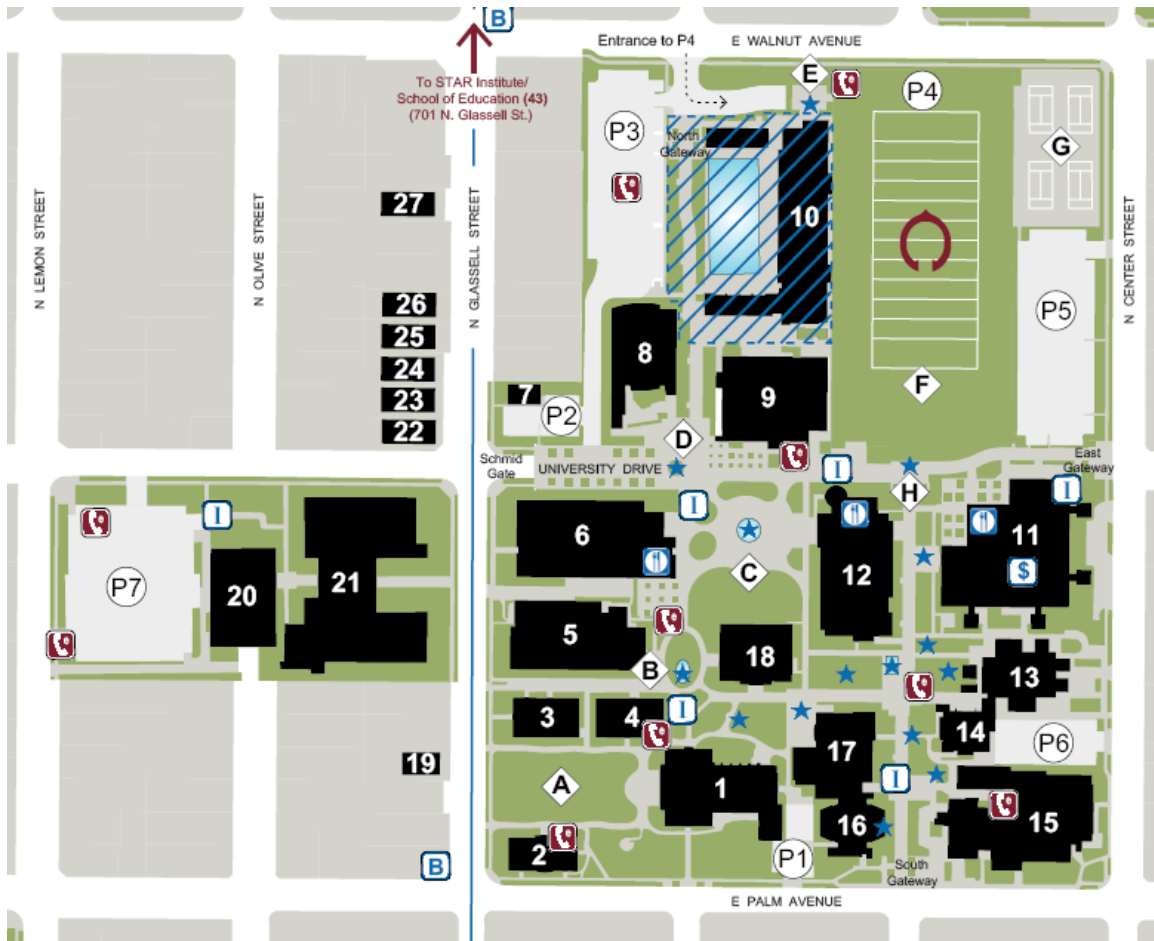 B
Entrance to P4
E WALNUT AVENUE
To STAR Institute/
School of Education (43)
(701 N. Glassell St.)
E
P4
P3
North
Gateway
G
27
10
N LEMON STREET
N OLIVE STREET
N GLASSELL STREET
N CENTER STREET
26
25
24
23
22
8
9
P5
F
7
P2
D
Schmid
Gate
UNIVERSITY DRIVE
East
Gateway
I
I
I
I
H
6
11
12
C
$
P7
20
21
5
18
B
13
3
4
I
14
P6
17
19
A
1
I
2
16
15
P1
B
South
Gateway
E PALM AVENUE